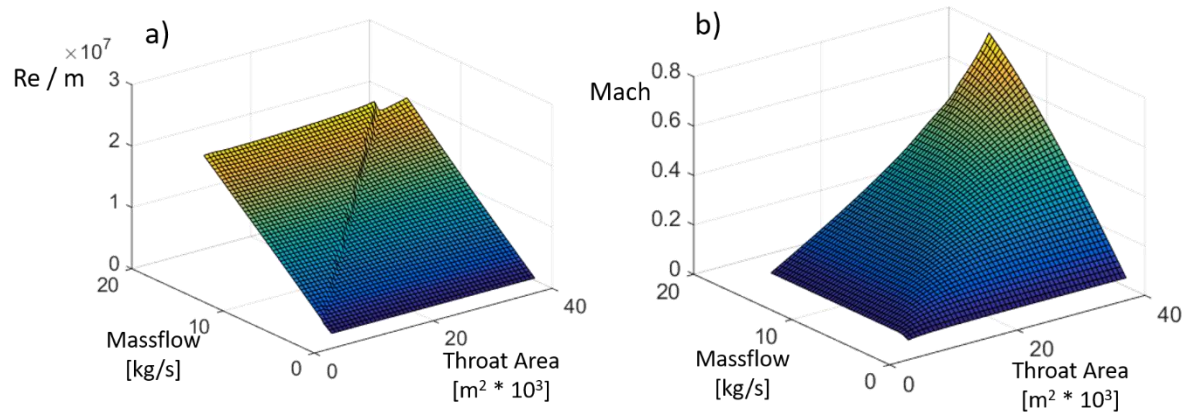 a)
×10⁷
Re / m
3
2
1
0
20
10
0
0
20
40
Massflow
[kg/s]
Throat Area
[m² * 10³]
b)
Mach
0.8
0.6
0.4
0.2
0
20
10
0
0
20
40
Massflow
[kg/s]
Throat Area
[m² * 10³]